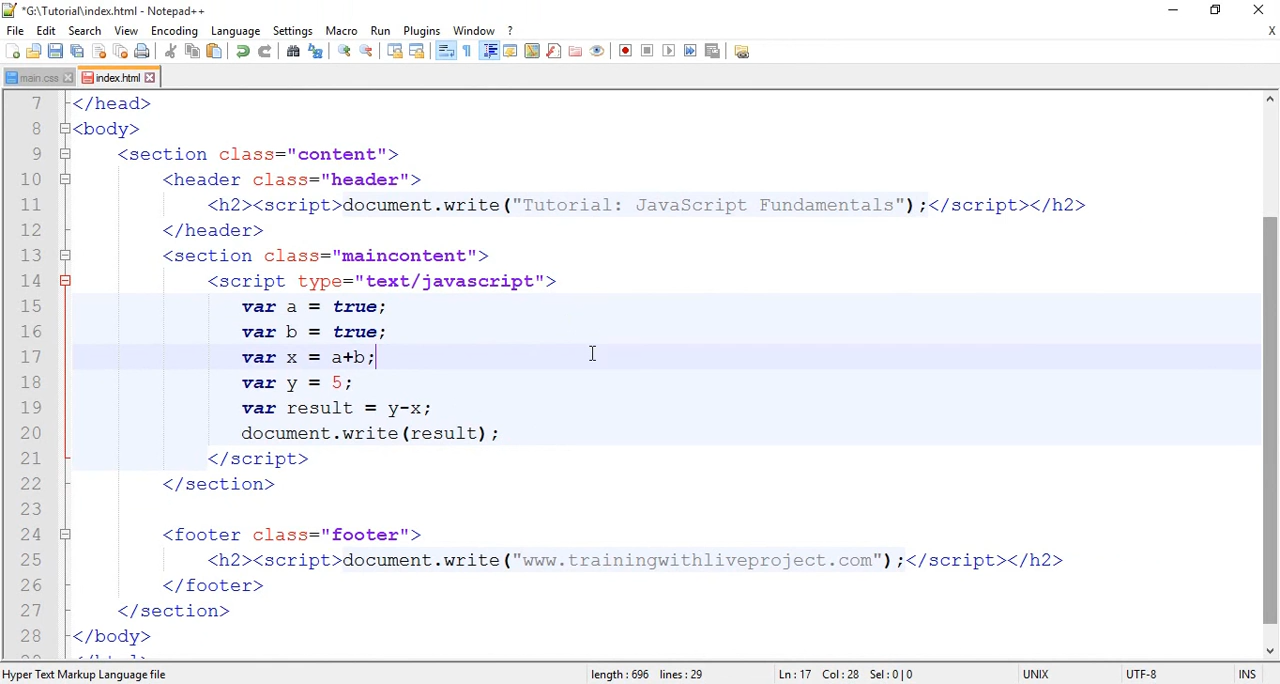 *G:\Tutorial\index.html - Notepad++
File Edit Search View Encoding Language Settings Macro Run Plugins Window ? X
main.css index.html
7 </head>
8 <body>
9 <section class="content">
10 <header class="header">
11 <h2><script>document.write("Tutorial: JavaScript Fundamentals");</script></h2>
12 </header>
13 <section class="maincontent">
14 <script type="text/javascript">
15 var a = true;
16 var b = true;
17 var x = a+b;
18 var y = 5;
19 var result = y-x;
20 document.write(result);
21 </script>
22 </section>
23
24 <footer class="footer">
25 <h2><script>document.write("www.trainingwithliveproject.com");</script></h2>
26 </footer>
27 </section>
28 </body>
Hyper Text Markup Language file length : 696 lines : 29 Ln : 17 Col : 28 Sel : 0 | 0 UNIX UTF-8 INS